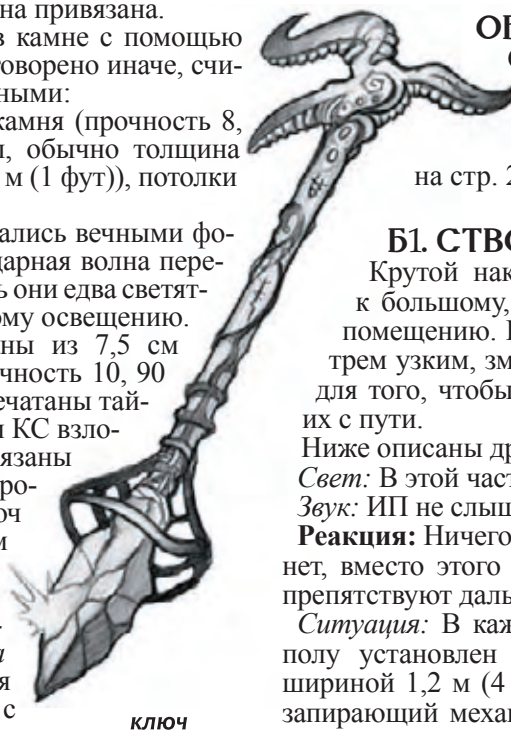 на привязана.
в камне с помощью
говорено иначе, счи-
ными:
камня (прочность 8,
, обычно толщина
м (1 фут)), потолки
ались вечными фо-
дарная волна пере-
ь они едва светят-
ому освещению.
ны из 7,5 см
чность 10, 90
ечатаны тай-
и КС взло-
язаны
ро-
юч
м
а
я
с
ключ
на стр. 2
Б1. СТВО
Крутой нак
к большому,
помещению.
трем узким, зм
для того, чтобы
их с пути.
Ниже описаны др
Свет: В этой част
Звук: ИП не слыш
Реакция: Ничего
нет, вместо этого
препятствуют даль
Ситуация: В каж
полу установлен
шириной 1,2 м (4
запирающий механ